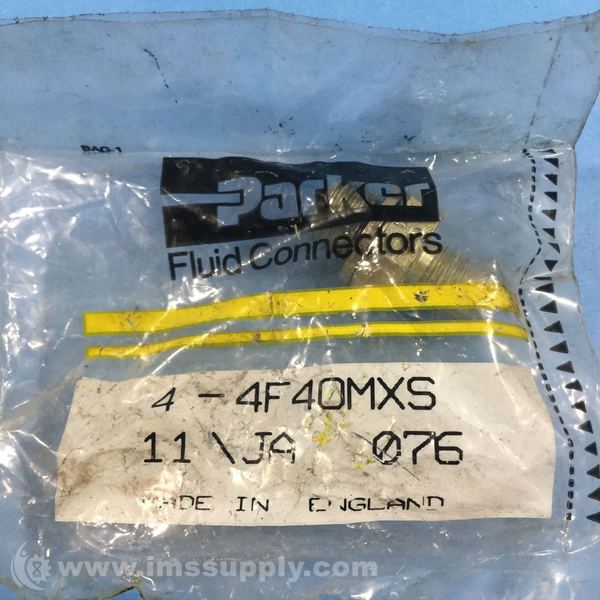 BAG-1
Parker
Fluid Connectors
4 - 4F40MXS
11 \JA 076
MADE IN ENGLAND
www.imssupply.com